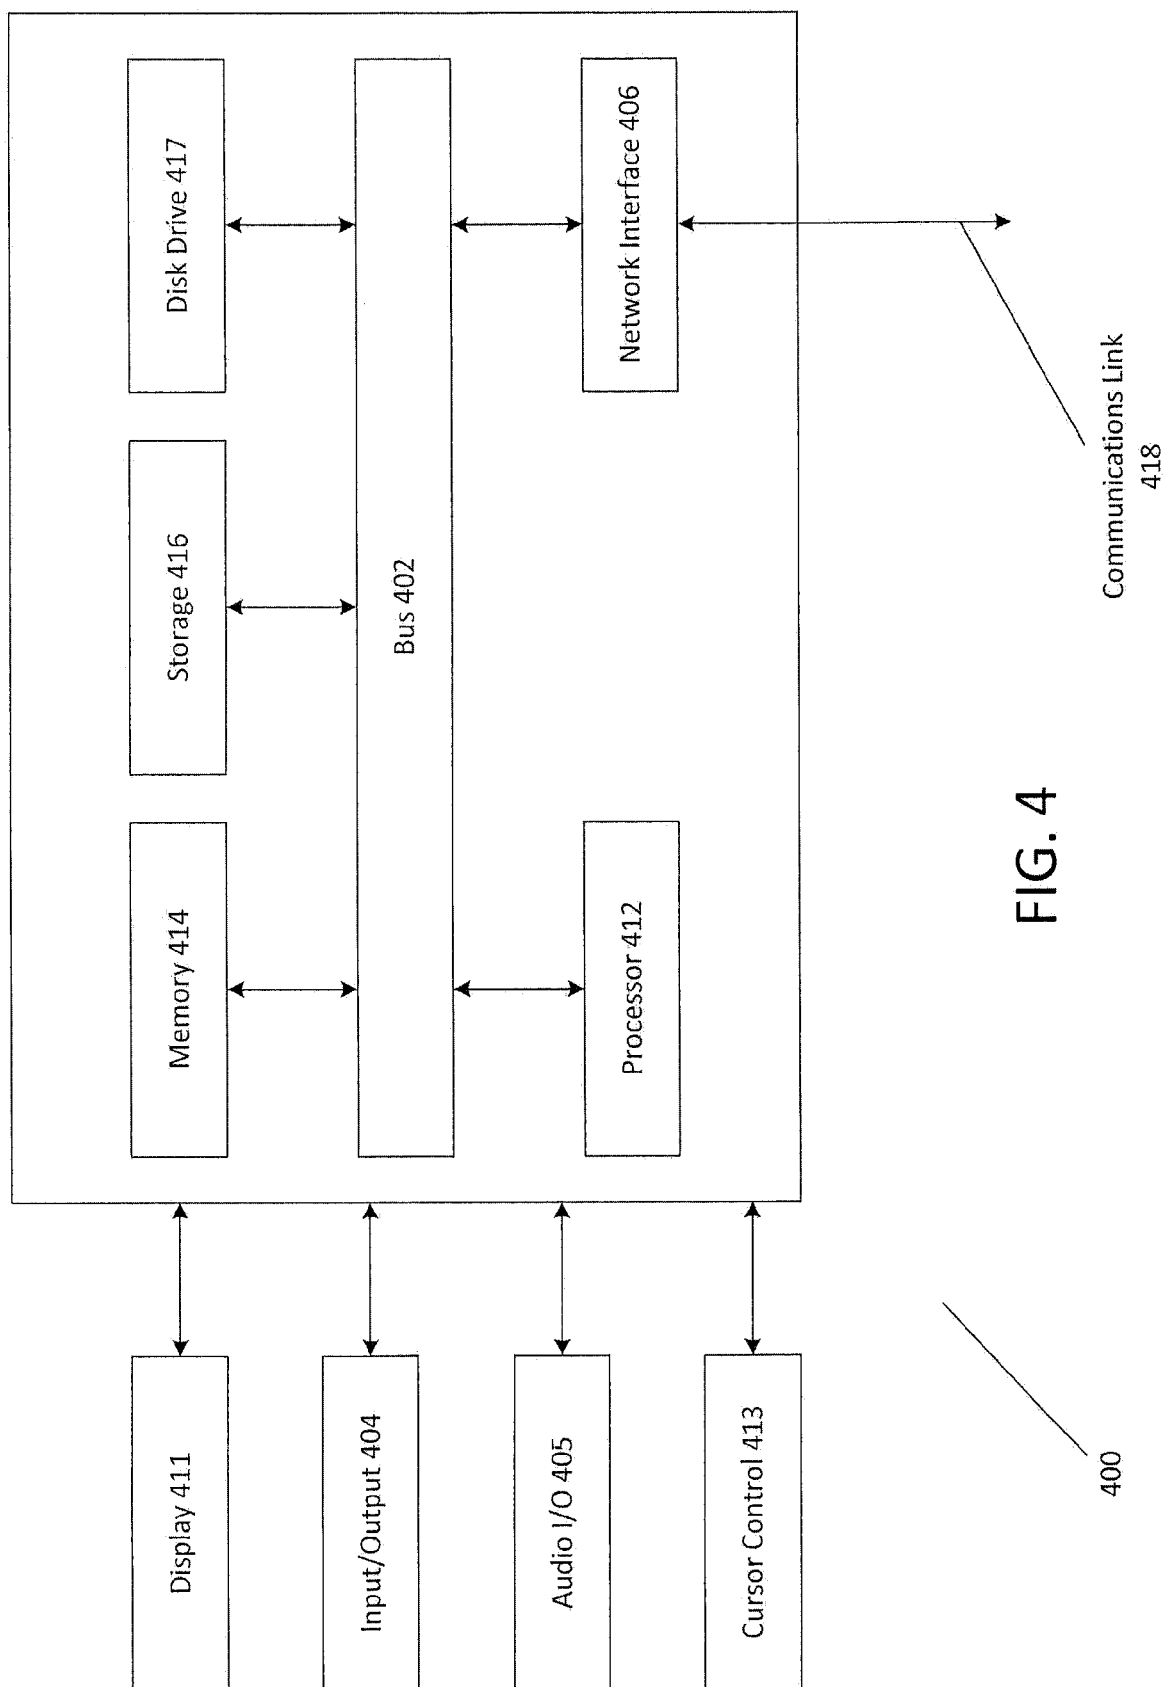 Display 411
Input/Output 404
Audio I/O 405
Cursor Control 413
Memory 414
Storage 416
Disk Drive 417
Bus 402
Processor 412
Network Interface 406
Communications Link
418
400
FIG. 4